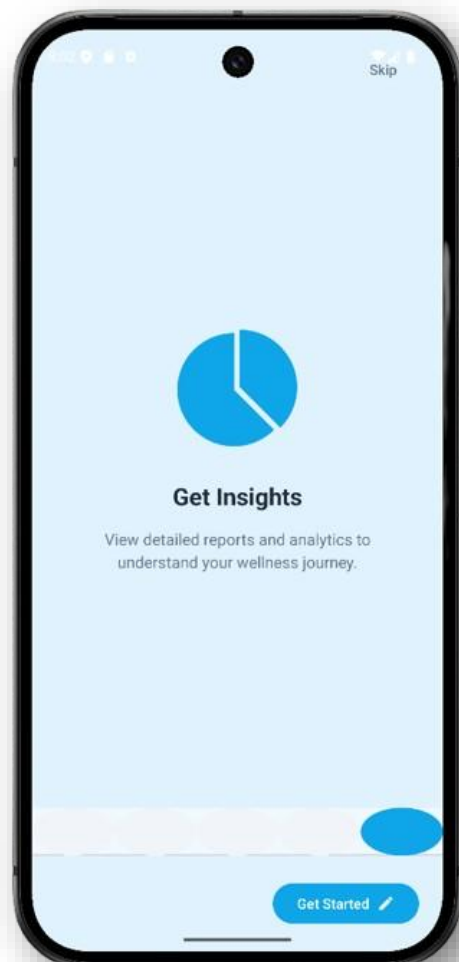 Skip
Get Insights
View detailed reports and analytics to
understand your wellness journey.
Get Started